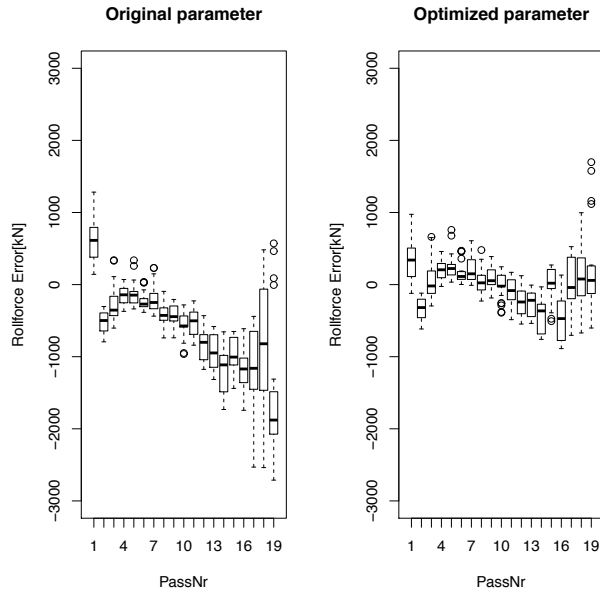 Original parameter
Rollforce Error[kN]
3000
2000
1000
0
−1000
−2000
−3000
1 4 7 10 13 16 19
PassNr
Optimized parameter
Rollforce Error[kN]
3000
2000
1000
0
−1000
−2000
−3000
1 4 7 10 13 16 19
PassNr